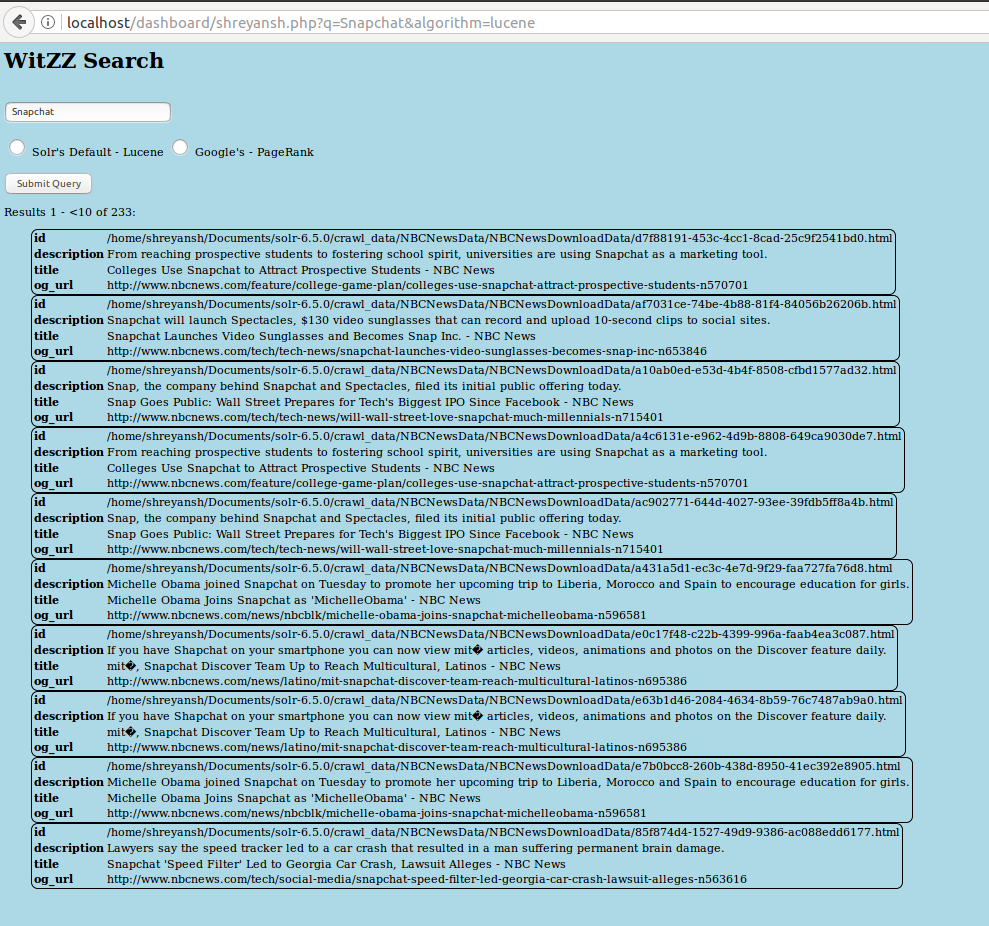 localhost/dashboard/shreyansh.php?q=Snapchat&algorithm=lucene
WitZZ Search
Snapchat
Solr's Default - Lucene Google's - PageRank
Submit Query
Results 1 - <10 of 233:
id /home/shreyansh/Documents/solr-6.5.0/crawl_data/NBCNewsData/NBCNewsDownloadData/d7f88191-453c-4cc1-8cad-25c9f2541bd0.html
description From reaching prospective students to fostering school spirit, universities are using Snapchat as a marketing tool.
title Colleges Use Snapchat to Attract Prospective Students - NBC News
og_url http://www.nbcnews.com/feature/college-game-plan/colleges-use-snapchat-attract-prospective-students-n570701
id /home/shreyansh/Documents/solr-6.5.0/crawl_data/NBCNewsData/NBCNewsDownloadData/af7031ce-74be-4b88-81f4-84056b26206b.html
description Snapchat will launch Spectacles, $130 video sunglasses that can record and upload 10-second clips to social sites.
title Snapchat Launches Video Sunglasses and Becomes Snap Inc. - NBC News
og_url http://www.nbcnews.com/tech/tech-news/snapchat-launches-video-sunglasses-becomes-snap-inc-n653846
id /home/shreyansh/Documents/solr-6.5.0/crawl_data/NBCNewsData/NBCNewsDownloadData/a10ab0ed-e53d-4b4f-8508-cfbd1577ad32.html
description Snap, the company behind Snapchat and Spectacles, filed its initial public offering today.
title Snap Goes Public: Wall Street Prepares for Tech's Biggest IPO Since Facebook - NBC News
og_url http://www.nbcnews.com/tech/tech-news/will-wall-street-love-snapchat-much-millennials-n715401
id /home/shreyansh/Documents/solr-6.5.0/crawl_data/NBCNewsData/NBCNewsDownloadData/a4c6131e-e962-4d9b-8808-649ca9030de7.html
description From reaching prospective students to fostering school spirit, universities are using Snapchat as a marketing tool.
title Colleges Use Snapchat to Attract Prospective Students - NBC News
og_url http://www.nbcnews.com/feature/college-game-plan/colleges-use-snapchat-attract-prospective-students-n570701
id /home/shreyansh/Documents/solr-6.5.0/crawl_data/NBCNewsData/NBCNewsDownloadData/ac902771-644d-4027-93ee-39fdb5ff8a4b.html
description Snap, the company behind Snapchat and Spectacles, filed its initial public offering today.
title Snap Goes Public: Wall Street Prepares for Tech's Biggest IPO Since Facebook - NBC News
og_url http://www.nbcnews.com/tech/tech-news/will-wall-street-love-snapchat-much-millennials-n715401
id /home/shreyansh/Documents/solr-6.5.0/crawl_data/NBCNewsData/NBCNewsDownloadData/a431a5d1-ec3c-4e7d-9f29-faa727fa76d8.html
description Michelle Obama joined Snapchat on Tuesday to promote her upcoming trip to Liberia, Morocco and Spain to encourage education for girls.
title Michelle Obama Joins Snapchat as 'MichelleObama' - NBC News
og_url http://www.nbcnews.com/news/nbcblk/michelle-obama-joins-snapchat-michelleobama-n596581
id /home/shreyansh/Documents/solr-6.5.0/crawl_data/NBCNewsData/NBCNewsDownloadData/e0c17f48-c22b-4399-996a-faab4ea3c087.html
description If you have Shapchat on your smartphone you can now view mit� articles, videos, animations and photos on the Discover feature daily.
title mit�, Snapchat Discover Team Up to Reach Multicultural, Latinos - NBC News
og_url http://www.nbcnews.com/news/latino/mit-snapchat-discover-team-reach-multicultural-latinos-n695386
id /home/shreyansh/Documents/solr-6.5.0/crawl_data/NBCNewsData/NBCNewsDownloadData/e63b1d46-2084-4634-8b59-76c7487ab9a0.html
description If you have Shapchat on your smartphone you can now view mit� articles, videos, animations and photos on the Discover feature daily.
title mit�, Snapchat Discover Team Up to Reach Multicultural, Latinos - NBC News
og_url http://www.nbcnews.com/news/latino/mit-snapchat-discover-team-reach-multicultural-latinos-n695386
id /home/shreyansh/Documents/solr-6.5.0/crawl_data/NBCNewsData/NBCNewsDownloadData/e7b0bcc8-260b-438d-8950-41ec392e8905.html
description Michelle Obama joined Snapchat on Tuesday to promote her upcoming trip to Liberia, Morocco and Spain to encourage education for girls.
title Michelle Obama Joins Snapchat as 'MichelleObama' - NBC News
og_url http://www.nbcnews.com/news/nbcblk/michelle-obama-joins-snapchat-michelleobama-n596581
id /home/shreyansh/Documents/solr-6.5.0/crawl_data/NBCNewsData/NBCNewsDownloadData/85f874d4-1527-49d9-9386-ac088edd6177.html
description Lawyers say the speed tracker led to a car crash that resulted in a man suffering permanent brain damage.
title Snapchat 'Speed Filter' Led to Georgia Car Crash, Lawsuit Alleges - NBC News
og_url http://www.nbcnews.com/tech/social-media/snapchat-speed-filter-led-georgia-car-crash-lawsuit-alleges-n563616